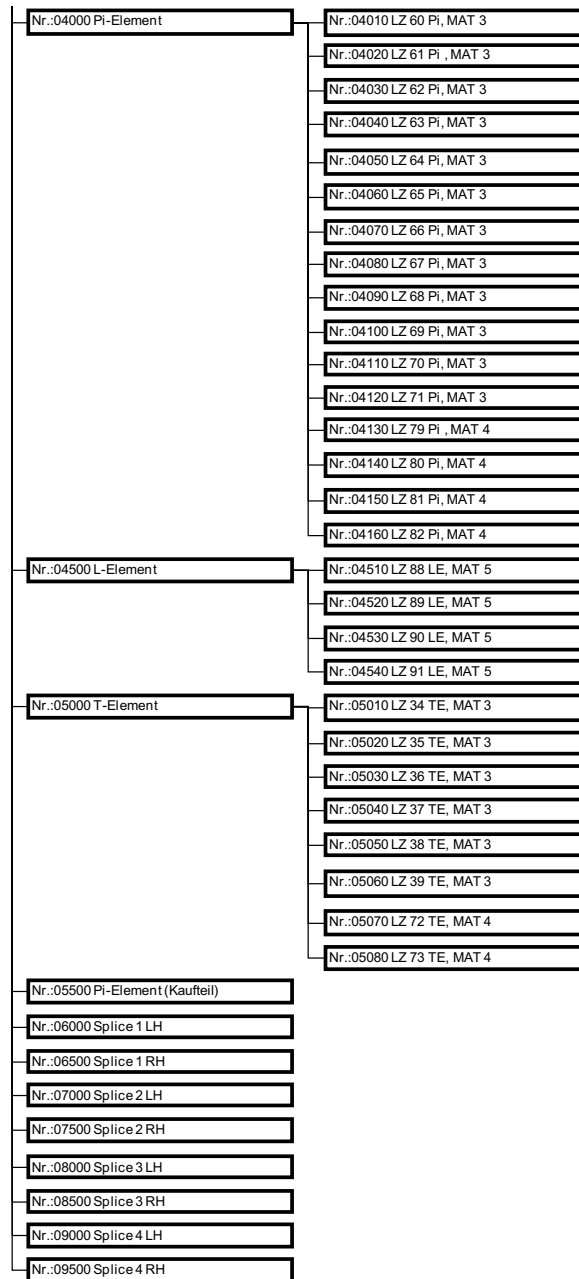 Nr.:04000 Pi-Element
Nr.:04010 LZ 60 Pi, MAT 3
Nr.:04020 LZ 61 Pi , MAT 3
Nr.:04030 LZ 62 Pi, MAT 3
Nr.:04040 LZ 63 Pi, MAT 3
Nr.:04050 LZ 64 Pi, MAT 3
Nr.:04060 LZ 65 Pi, MAT 3
Nr.:04070 LZ 66 Pi, MAT 3
Nr.:04080 LZ 67 Pi, MAT 3
Nr.:04090 LZ 68 Pi, MAT 3
Nr.:04100 LZ 69 Pi, MAT 3
Nr.:04110 LZ 70 Pi, MAT 3
Nr.:04120 LZ 71 Pi, MAT 3
Nr.:04130 LZ 79 Pi , MAT 4
Nr.:04140 LZ 80 Pi, MAT 4
Nr.:04150 LZ 81 Pi, MAT 4
Nr.:04160 LZ 82 Pi, MAT 4
Nr.:04500 L-Element
Nr.:04510 LZ 88 LE, MAT 5
Nr.:04520 LZ 89 LE, MAT 5
Nr.:04530 LZ 90 LE, MAT 5
Nr.:04540 LZ 91 LE, MAT 5
Nr.:05000 T-Element
Nr.:05010 LZ 34 TE, MAT 3
Nr.:05020 LZ 35 TE, MAT 3
Nr.:05030 LZ 36 TE, MAT 3
Nr.:05040 LZ 37 TE, MAT 3
Nr.:05050 LZ 38 TE, MAT 3
Nr.:05060 LZ 39 TE, MAT 3
Nr.:05070 LZ 72 TE, MAT 4
Nr.:05080 LZ 73 TE, MAT 4
Nr.:05500 Pi-Element (Kaufteil)
Nr.:06000 Splice 1 LH
Nr.:06500 Splice 1 RH
Nr.:07000 Splice 2 LH
Nr.:07500 Splice 2 RH
Nr.:08000 Splice 3 LH
Nr.:08500 Splice 3 RH
Nr.:09000 Splice 4 LH
Nr.:09500 Splice 4 RH